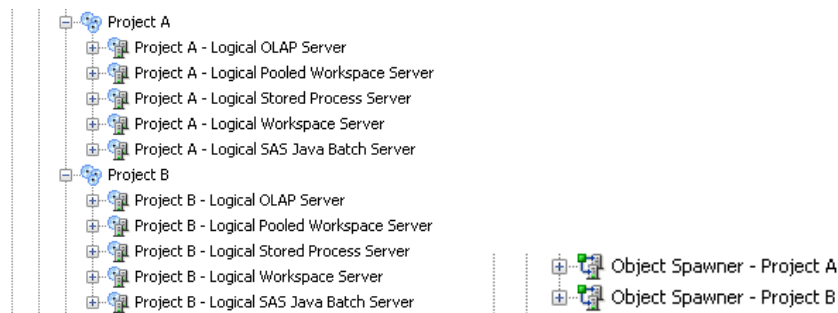 Project A
Project A - Logical OLAP Server
Project A - Logical Pooled Workspace Server
Project A - Logical Stored Process Server
Project A - Logical Workspace Server
Project A - Logical SAS Java Batch Server
Project B
Project B - Logical OLAP Server
Project B - Logical Pooled Workspace Server
Project B - Logical Stored Process Server
Project B - Logical Workspace Server
Project B - Logical SAS Java Batch Server
Object Spawner - Project A
Object Spawner - Project B